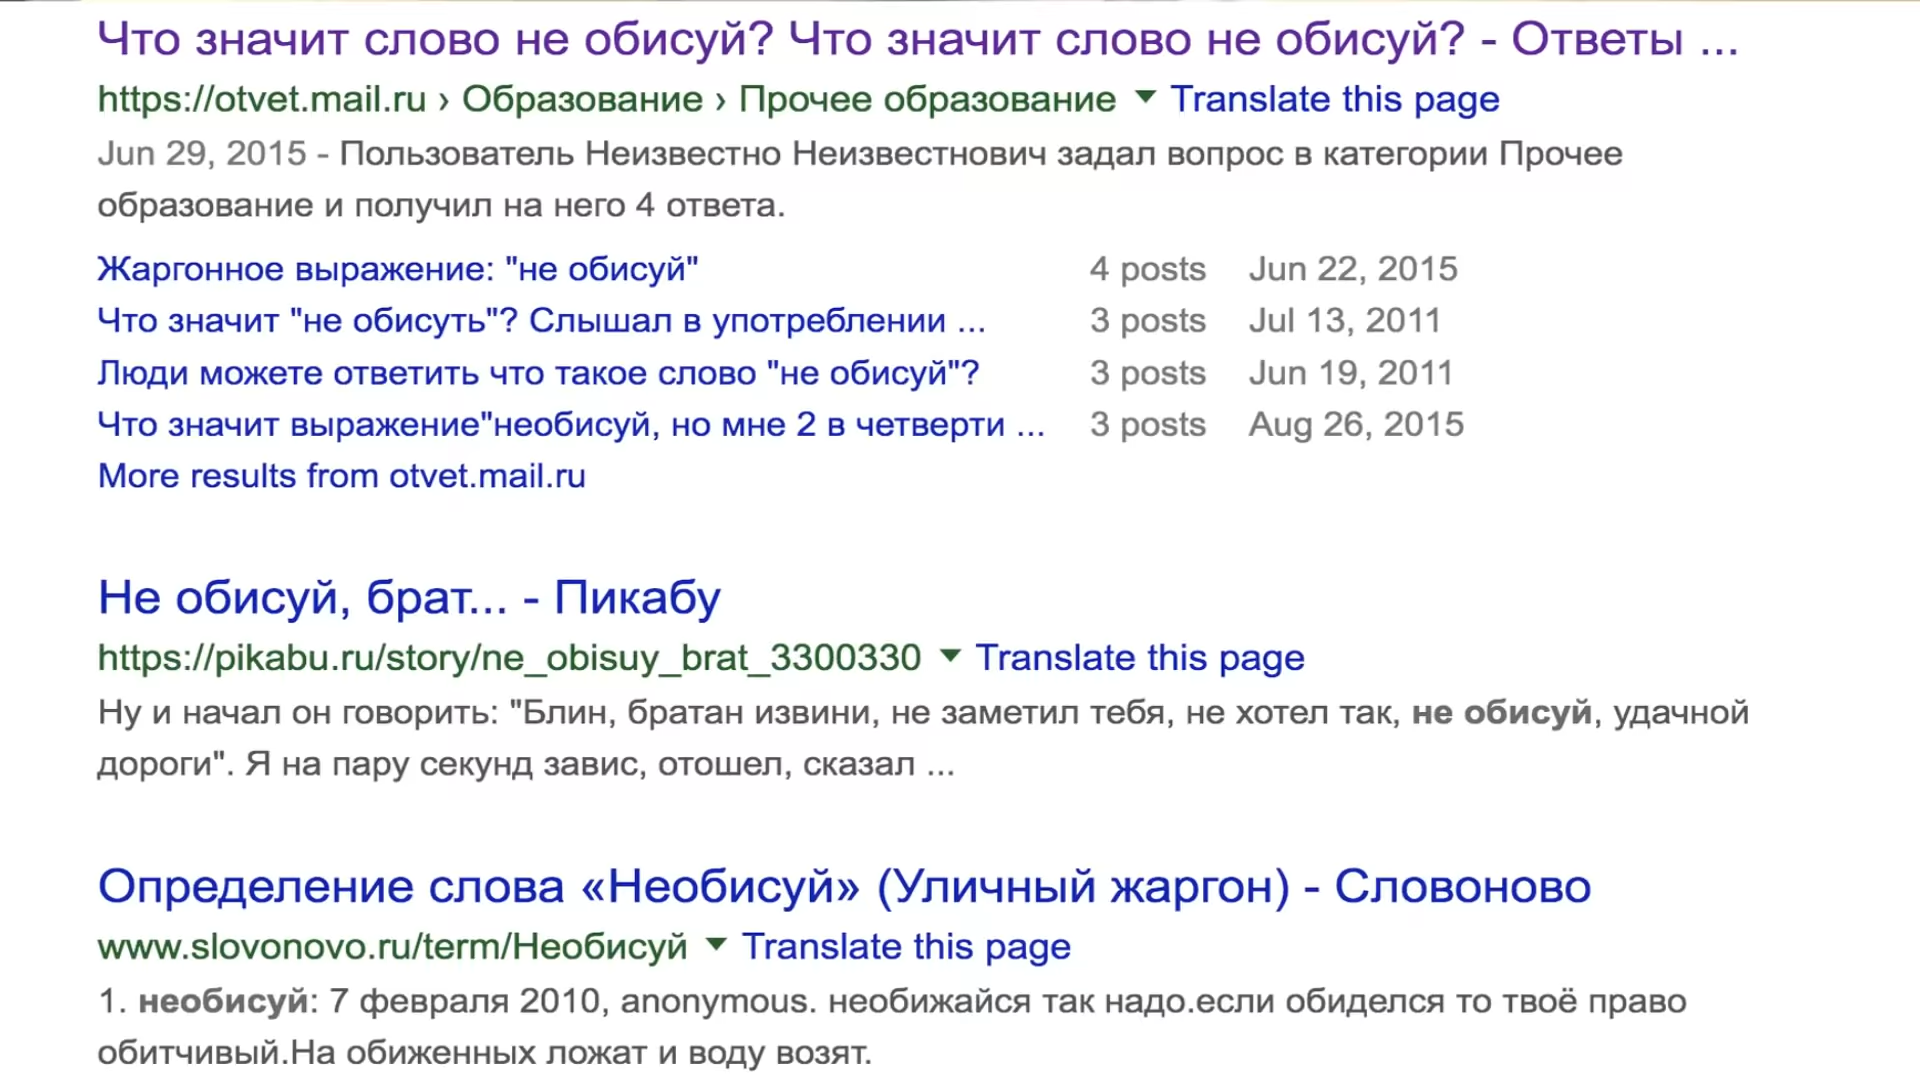 Что значит слово не обисуй? Что значит слово не обисуй? - Ответы ...
https://otvet.mail.ru › Образование › Прочее образование ▼ Translate this page
Jun 29, 2015 - Пользователь Неизвестно Неизвестнович задал вопрос в категории Прочее
образование и получил на него 4 ответа.
Жаргонное выражение: "не обисуй" 4 posts Jun 22, 2015
Что значит "не обисуть"? Слышал в употреблении ... 3 posts Jul 13, 2011
Люди можете ответить что такое слово "не обисуй"? 3 posts Jun 19, 2011
Что значит выражение"необисуй, но мне 2 в четверти ... 3 posts Aug 26, 2015
More results from otvet.mail.ru
Не обисуй, брат... - Пикабу
https://pikabu.ru/story/ne_obisuy_brat_3300330 ▼ Translate this page
Ну и начал он говорить: "Блин, братан извини, не заметил тебя, не хотел так, не обисуй, удачной
дороги". Я на пару секунд завис, отошел, сказал ...
Определение слова «Необисуй» (Уличный жаргон) - Словоново
www.slovonovo.ru/term/Необисуй ▼ Translate this page
1. необисуй: 7 февраля 2010, anonymous. необижайся так надо.если обиделся то твоё право
обитчивый.На обиженных ложат и воду возят.